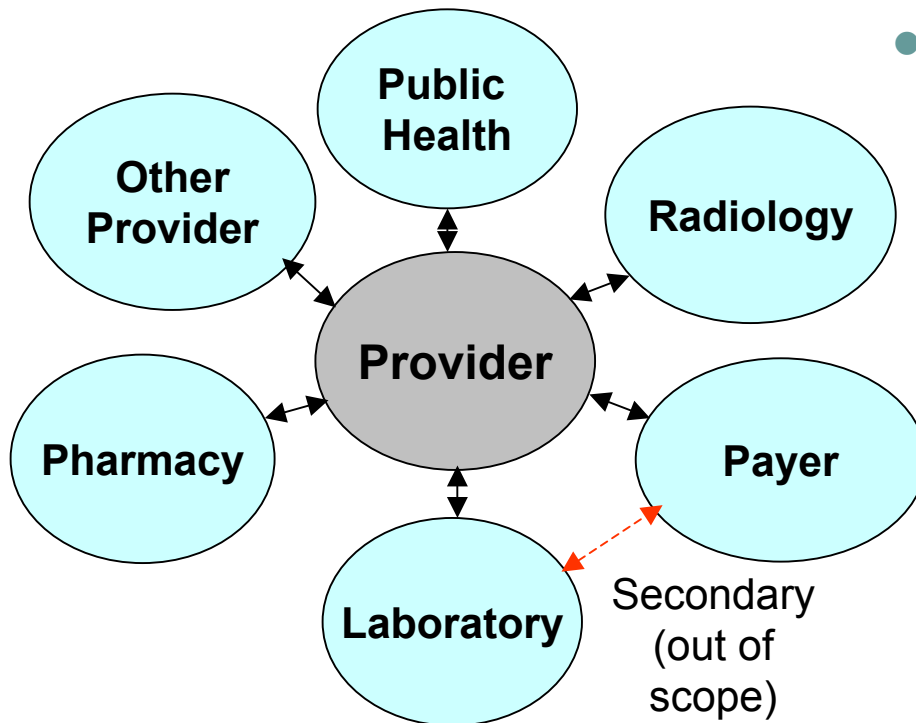 Public
Health
Other
Provider
Radiology
Provider
Pharmacy
Payer
Laboratory
Secondary
(out of
scope)